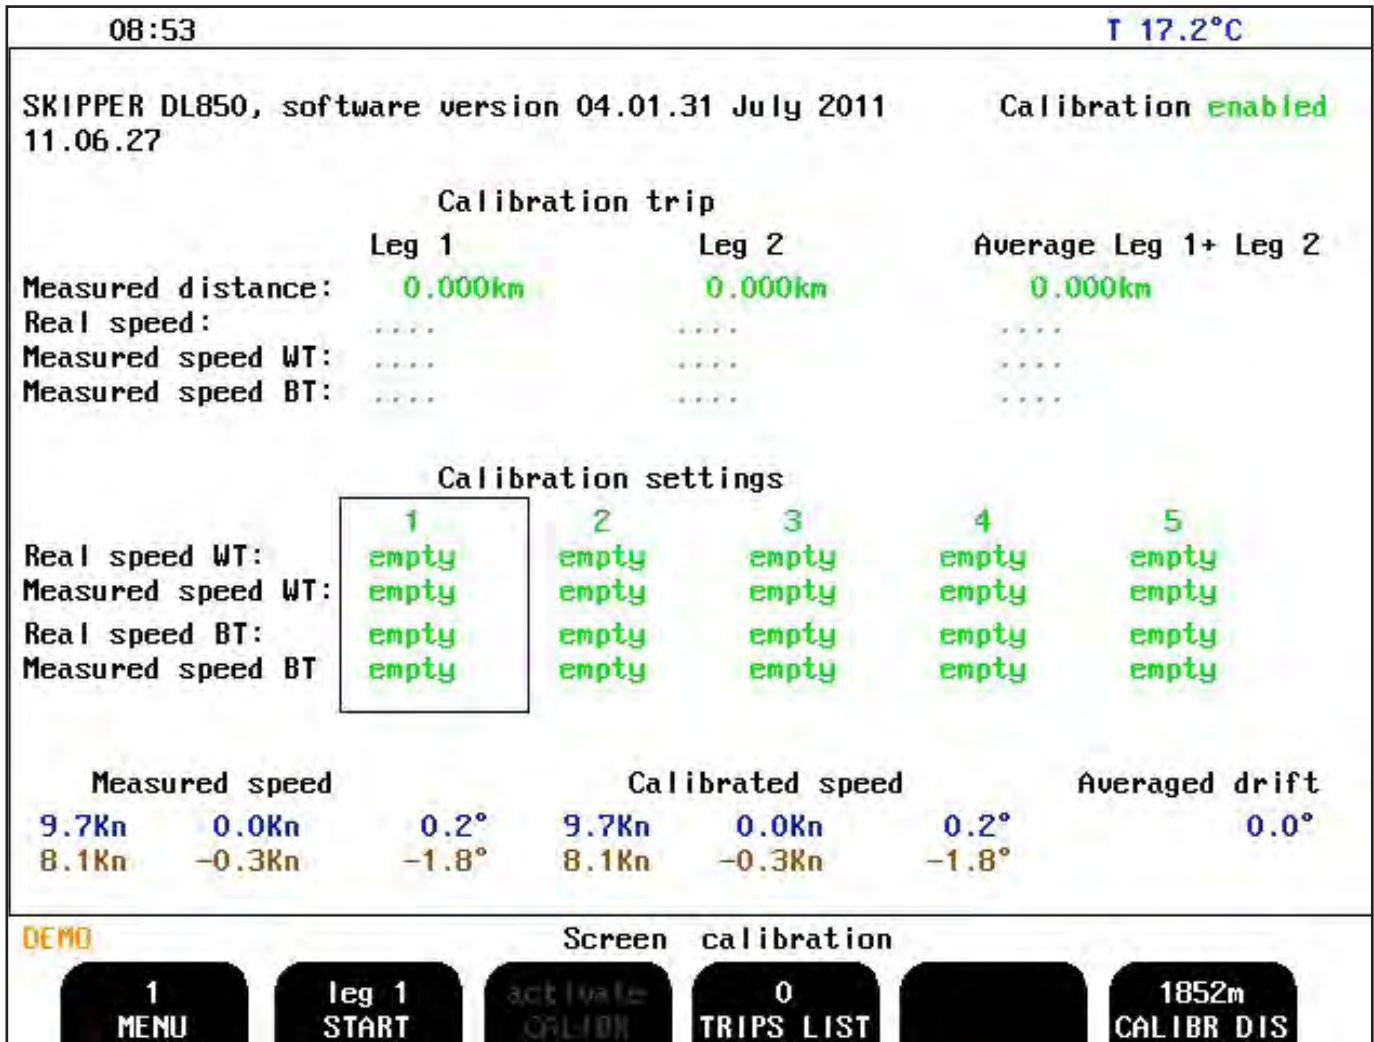 08:53 T 17.2°C
SKIPPER DL850, software version 04.01.31 July 2011 Calibration enabled
11.06.27
Calibration trip
Leg 1 Leg 2 Average Leg 1+ Leg 2
Measured distance: 0.000km 0.000km 0.000km
Real speed: .... .... ....
Measured speed WT: .... .... ....
Measured speed BT: .... .... ....
Calibration settings
1 2 3 4 5
Real speed WT: empty empty empty empty empty
Measured speed WT: empty empty empty empty empty
Real speed BT: empty empty empty empty empty
Measured speed BT empty empty empty empty empty
Measured speed Calibrated speed Averaged drift
9.7Kn 0.0Kn 0.2° 9.7Kn 0.0Kn 0.2° 0.0°
8.1Kn -0.3Kn -1.8° 8.1Kn -0.3Kn -1.8°
DEMO Screen calibration
1 leg 1 activate 0 1852m
MENU START CALIBR TRIPS LIST CALIBR DIS